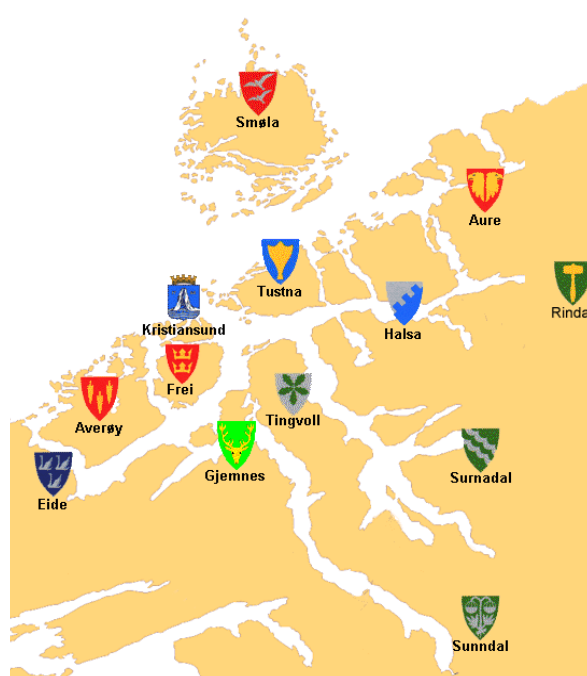 Smøla
Aure
Tustna
Rinda
Kristiansund
Halsa
Frei
Averøy
Tingvoll
Gjemnes
Surnadal
Eide
Sunndal